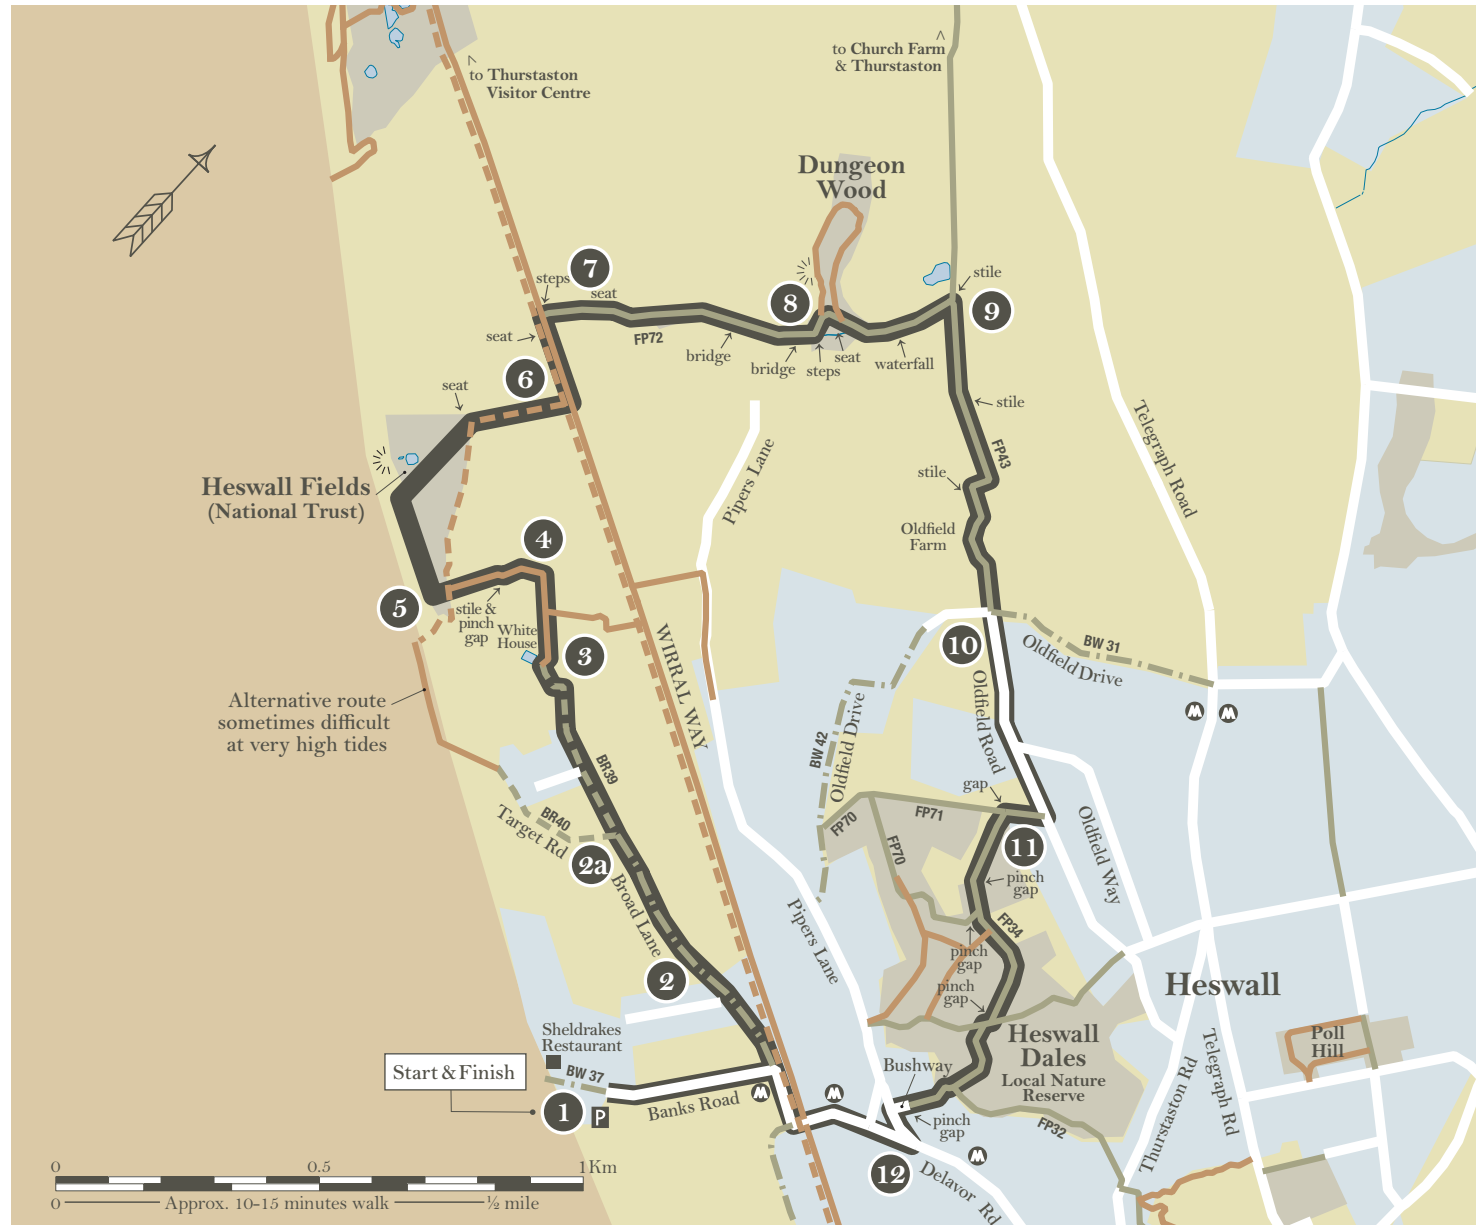 ^
to Thurstaston
Visitor Centre
^
to Church Farm
& Thurstaston
Dungeon
Wood
steps
7
seat
seat
FP72
bridge
8
bridge
steps
seat
waterfall
stile
9
stile
FP43
stile
Oldfield
Farm
6
seat
Heswall Fields
(National Trust)
4
5
stile &
pinch
gap
White
House
3
Alternative route
sometimes difficult
at very high tides
WIRRAL WAY
Pipers Lane
Telegraph Road
10
BW 31
Oldfield Drive
M
M
BW 42
Oldfield Drive
Oldfield Road
BR39
BR40
Target Rd
2a
Broad Lane
2
gap
FP71
FP70
FP70
11
Oldfield Way
pinch
gap
FP34
pinch
gap
pinch
gap
Pipers Lane
Heswall
Heswall
Dales
Local Nature
Reserve
Poll
Hill
Telegraph Rd
Thurstaston Rd
Sheldrakes
Restaurant
Start & Finish
BW 37
1
P
Banks Road
M
M
Bushway
pinch
gap
FP32
12
M
Delavor Rd
0
0.5
1Km
0
Approx. 10-15 minutes walk
½ mile